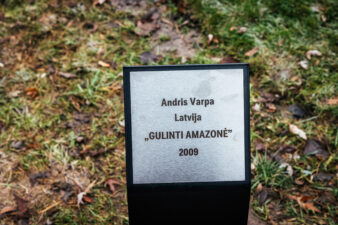 Andris Varpa
Latvija
„GULINTI AMAZONĖ”
2009